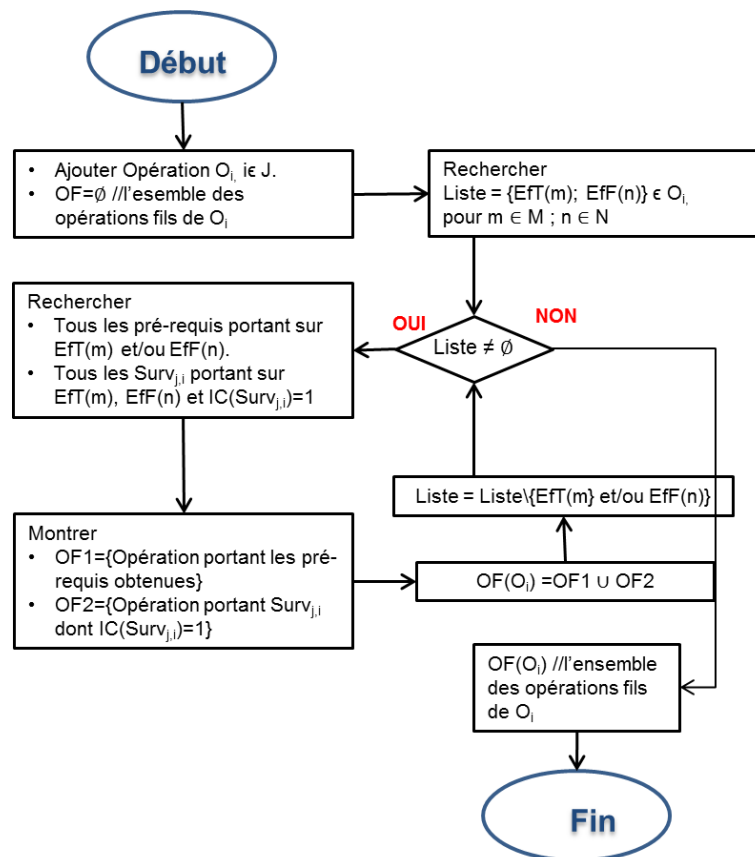 Début
• Ajouter Opération Oi, iϵ J.
• OF=∅ //l'esemble des
opérations fils de Oi
Rechercher
Liste = {EfT(m); EfF(n)} ϵ Oi,
pour m ∈ M ; n ∈ N
Rechercher
• Tous les pré-requis portant sur
EfT(m) et/ou EfF(n).
• Tous les Survj,i portant sur
EfT(m), EfF(n) et IC(Survj,i)=1
OUI
NON
Liste ≠ ∅
Liste = Liste\{EfT(m} et/ou EfF(n)}
Montrer
• OF1={Opération portant les pré-
requis obtenues}
• OF2={Opération portant Survj,i
dont IC(Survj,i)=1}
OF(Oi) =OF1 ∪ OF2
OF(Oi) //l'ensemble
des opérations fils
de Oi
Fin